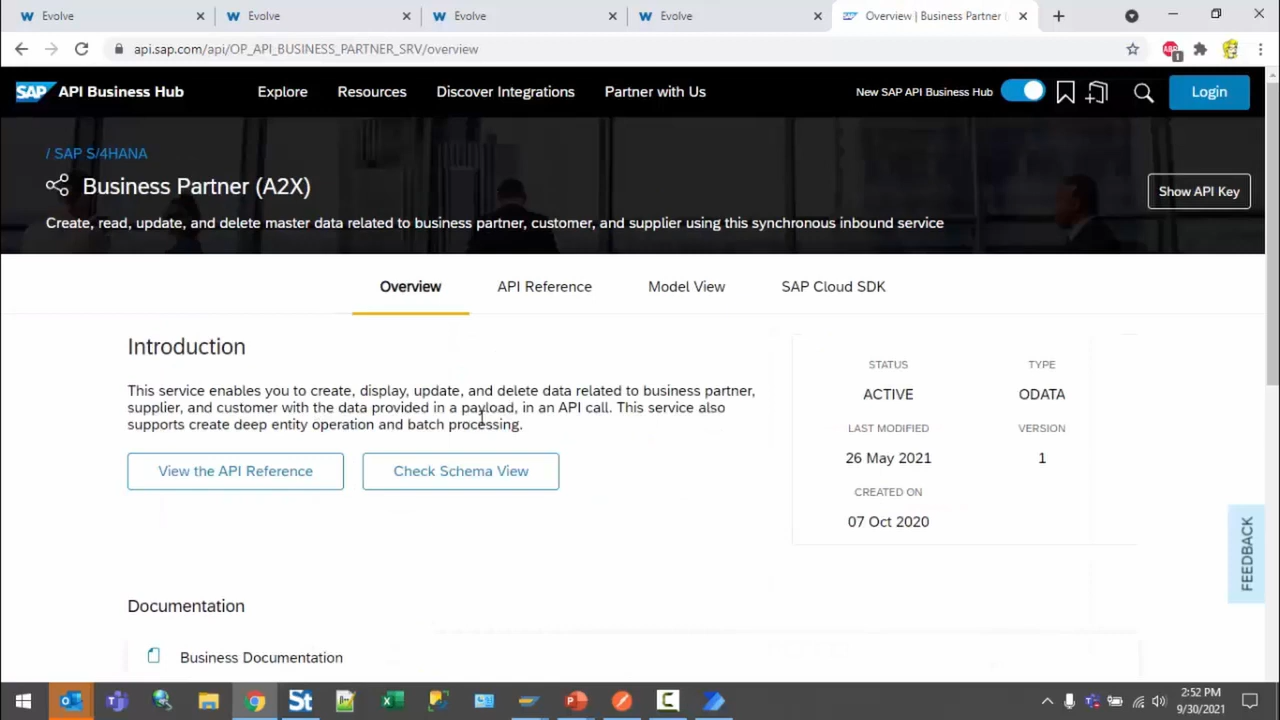 Evolve
Evolve
Evolve
Evolve
Overview | Business Partner
api.sap.com/api/OP_API_BUSINESS_PARTNER_SRV/overview
ABP
1
SAP API Business Hub
Explore
Resources
Discover Integrations
Partner with Us
New SAP API Business Hub
Login
/ SAP S/4HANA
Business Partner (A2X)
Show API Key
Create, read, update, and delete master data related to business partner, customer, and supplier using this synchronous inbound service
Overview
API Reference
Model View
SAP Cloud SDK
Introduction
This service enables you to create, display, update, and delete data related to business partner,
supplier, and customer with the data provided in a payload, in an API call. This service also
supports create deep entity operation and batch processing.
View the API Reference
Check Schema View
STATUS
TYPE
ACTIVE
ODATA
LAST MODIFIED
VERSION
26 May 2021
1
CREATED ON
07 Oct 2020
FEEDBACK
Documentation
Business Documentation
St
2:52 PM
9/30/2021